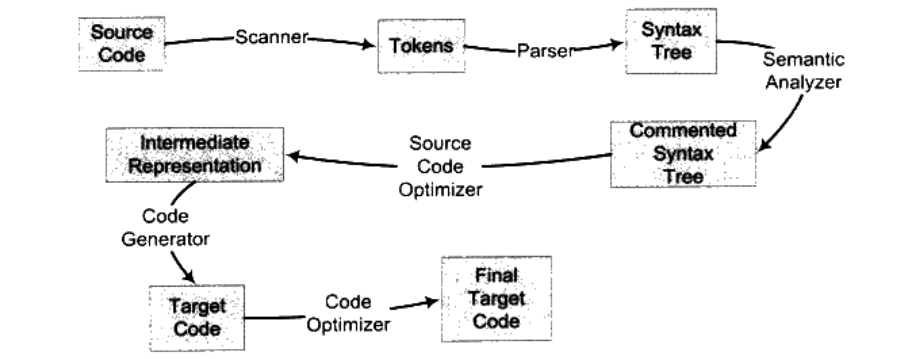 Source
Code
Scanner
Tokens
Parser
Syntax
Tree
Semantic
Analyzer
Commented
Syntax
Tree
Source
Code
Optimizer
Intermediate
Representation
Code
Generator
Target
Code
Code
Optimizer
Final
Target
Code